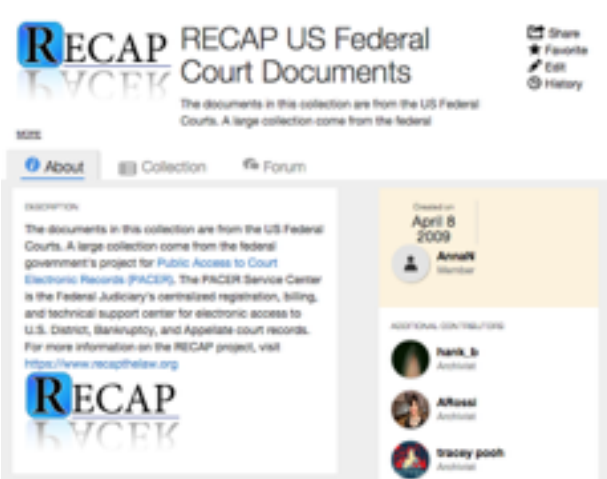 RECAP
RECAP US Federal
Court Documents
The documents in this collection are from the US Federal
Courts. A large collection come from the federal
MORE
Share
Favorite
Edit
History
About
Collection
Forum
DESCRIPTION
The documents in this collection are from the US Federal
Courts. A large collection come from the federal
government's project for Public Access to Court
Electronic Records (PACER). The PACER Service Center
is the Federal Judiciary's centralized registration, billing,
and technical support center for electronic access to
U.S. District, Bankruptcy, and Appellate court records.
For more information on the RECAP project, visit
https://www.recapthelaw.org
RECAP
Created on
April 8
2009
AnnaN
Member
ADDITIONAL CONTRIBUTORS
hank_b
Archivist
ARossi
Archivist
tracey pooh
Archivist